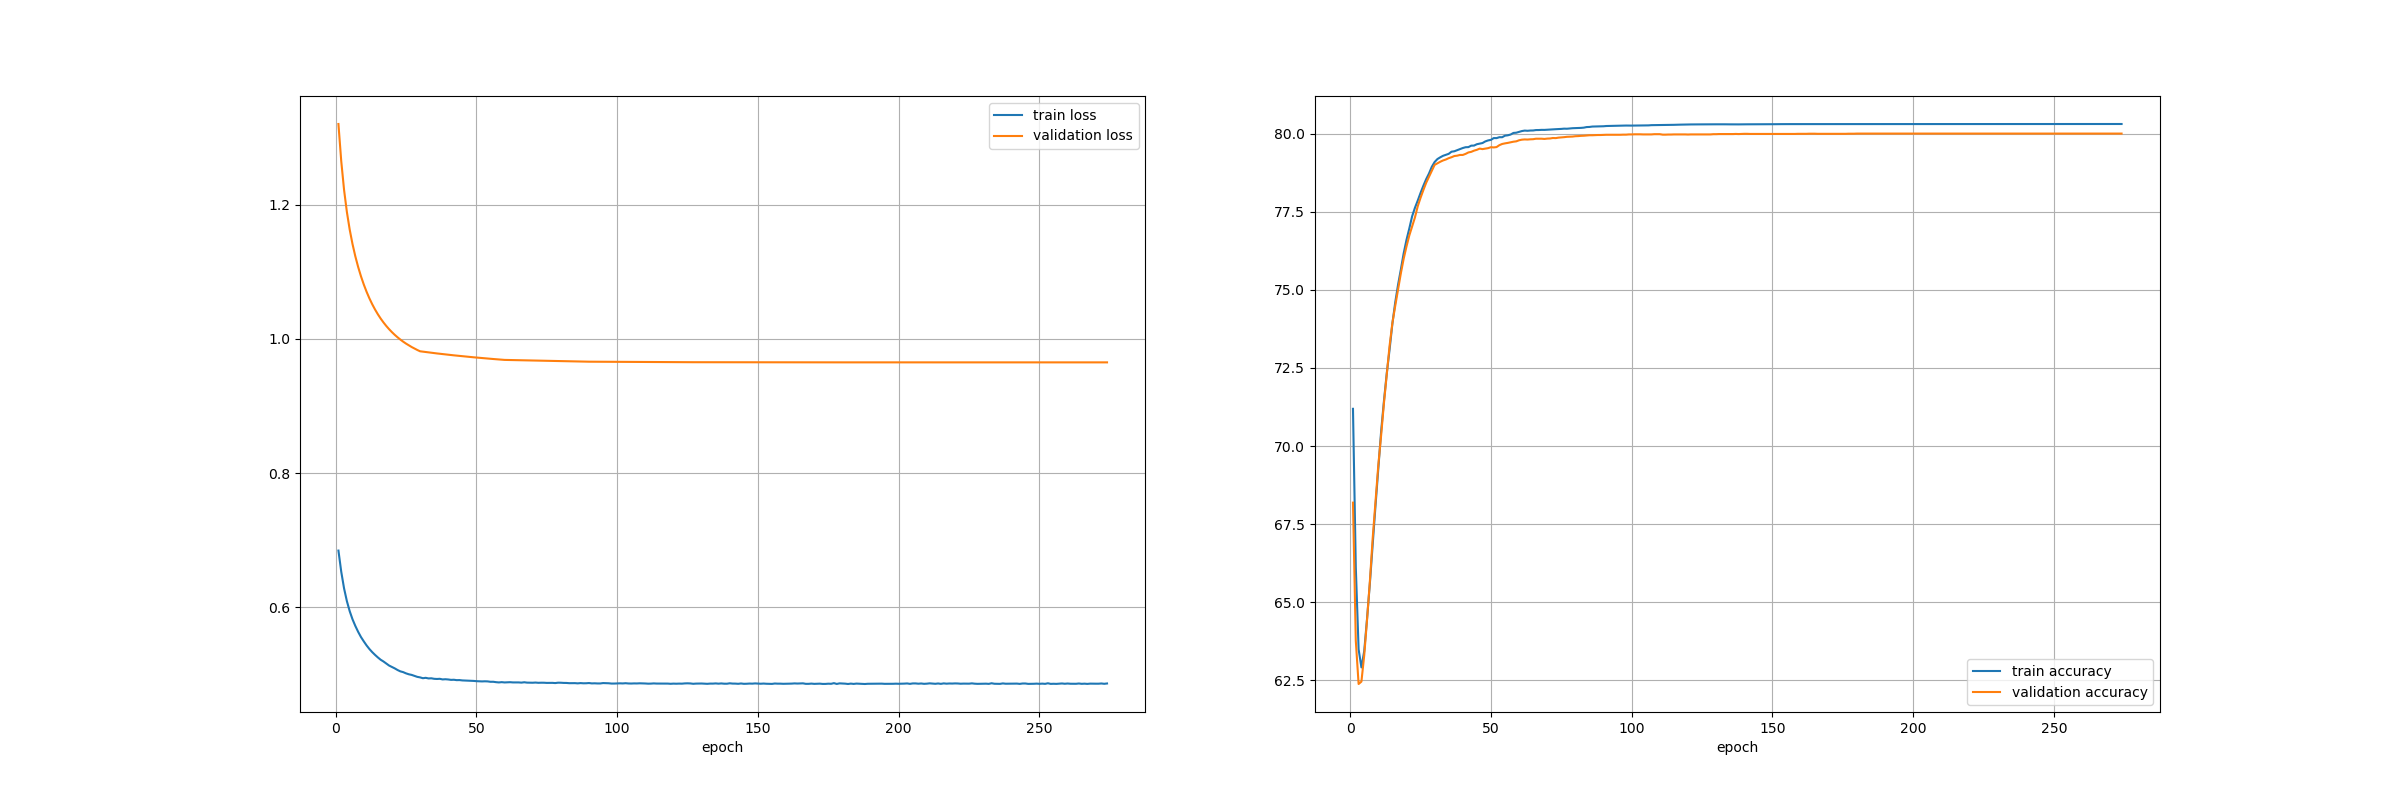 train loss
validation loss
1.2
1.0
0.8
0.6
0 50 100 150 200 250
epoch
80.0
77.5
75.0
72.5
70.0
67.5
65.0
62.5
train accuracy
validation accuracy
0 50 100 150 200 250
epoch